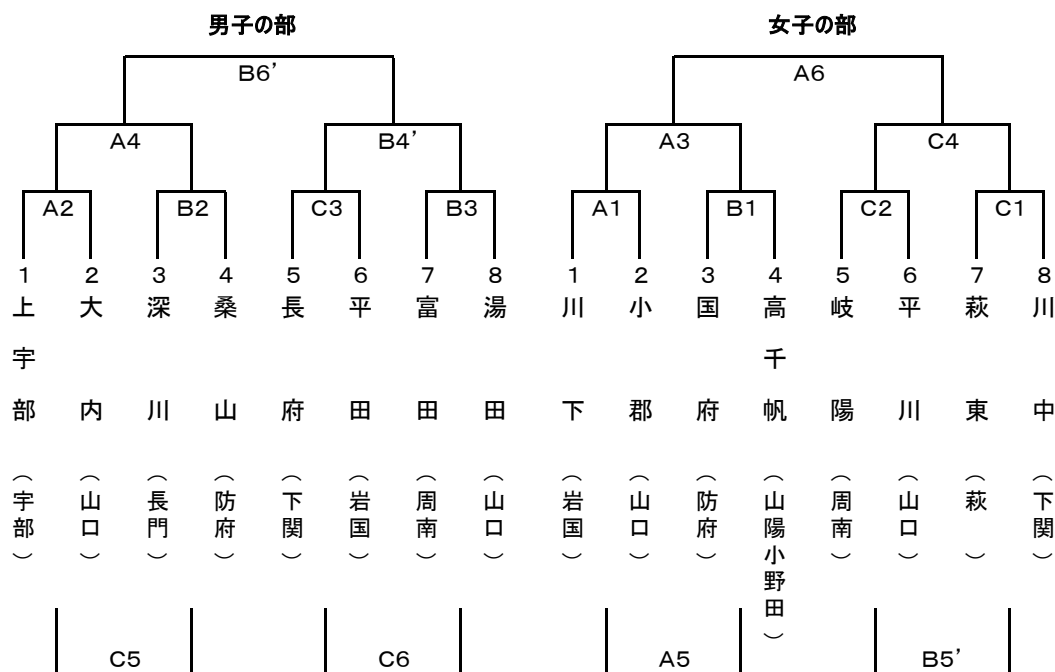 男子の部
B6’
A4
B4’
A2
B2
C3
B3
1
2
3
4
5
6
7
8
上宇部（宇部）
大内（山口）
深川（長門）
桑山（防府）
長府（下関）
平田（岩国）
富田（周南）
湯田（山口）
C5
C6
女子の部
A6
A3
C4
A1
B1
C2
C1
1
2
3
4
5
6
7
8
川下（岩国）
小郡（山口）
国府（防府）
高千帆（山陽小野田）
岐陽（周南）
平川（山口）
萩東（萩）
川中（下関）
A5
B5’